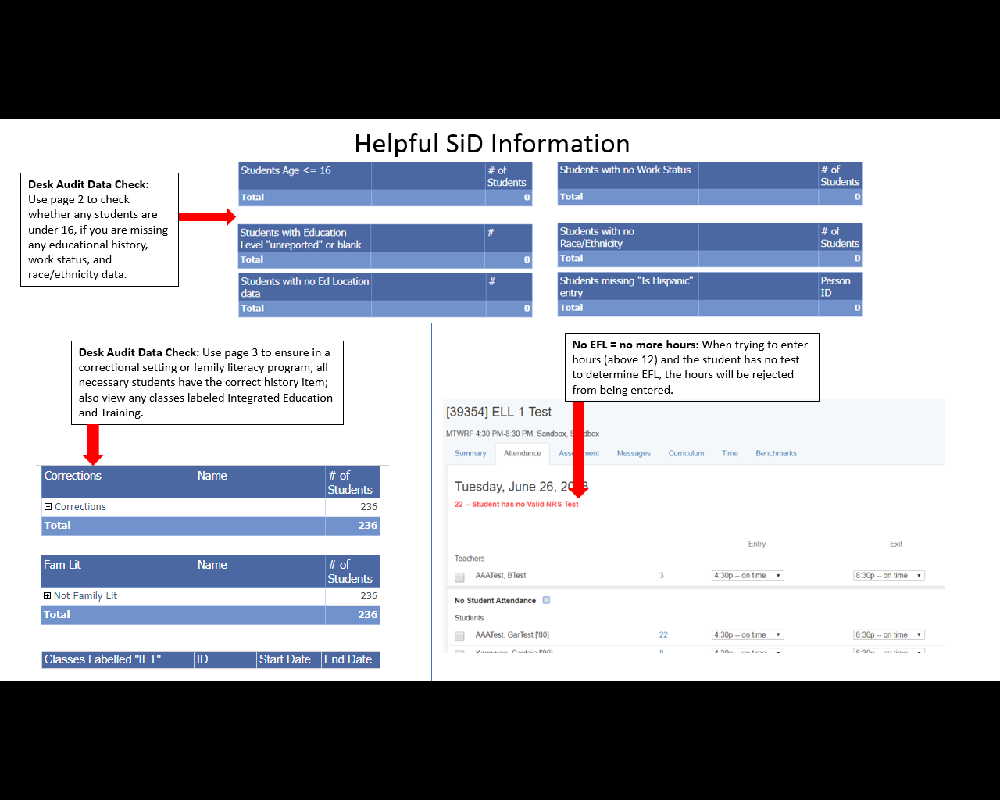 Helpful SiD Information
Desk Audit Data Check:
Use page 2 to check
whether any students are
under 16, if you are missing
any educational history,
work status, and
race/ethnicity data.
Students Age <= 16 # of
Students
Total 0
Students with Education # 
Level "unreported" or blank
Total 0
Students with no Ed Location #
data
Total 0
Students with no Work Status # of
Students
Total 0
Students with no # of
Race/Ethnicity Students
Total 0
Students missing "Is Hispanic" Person
entry ID
Total 0
Desk Audit Data Check: Use page 3 to ensure in a
correctional setting or family literacy program, all
necessary students have the correct history item;
also view any classes labeled Integrated Education
and Training.
Corrections Name # of
Students
Corrections 236
Total 236
Fam Lit Name # of
Students
Not Family Lit 236
Total 236
Classes Labelled "IET" ID Start Date End Date
No EFL = no more hours: When trying to enter
hours (above 12) and the student has no test
to determine EFL, the hours will be rejected
from being entered.
[39354] ELL 1 Test
MTWRF 4:30 PM-8:30 PM, Sandbox,
Summary Attendance Messages Curriculum Time Benchmarks
Tuesday, June 26,
22 -- Student has no Valid NRS Test
Entry Exit
Teachers
AAATest, BTest 3 4:30p -- on time 8:30p -- on time
No Student Attendance
Students
AAATest, GarTest ['80] 22 4:30p -- on time 8:30p -- on time
Kangaroo, Captain ['90] 8 4:30p -- on time 8:30p -- on time